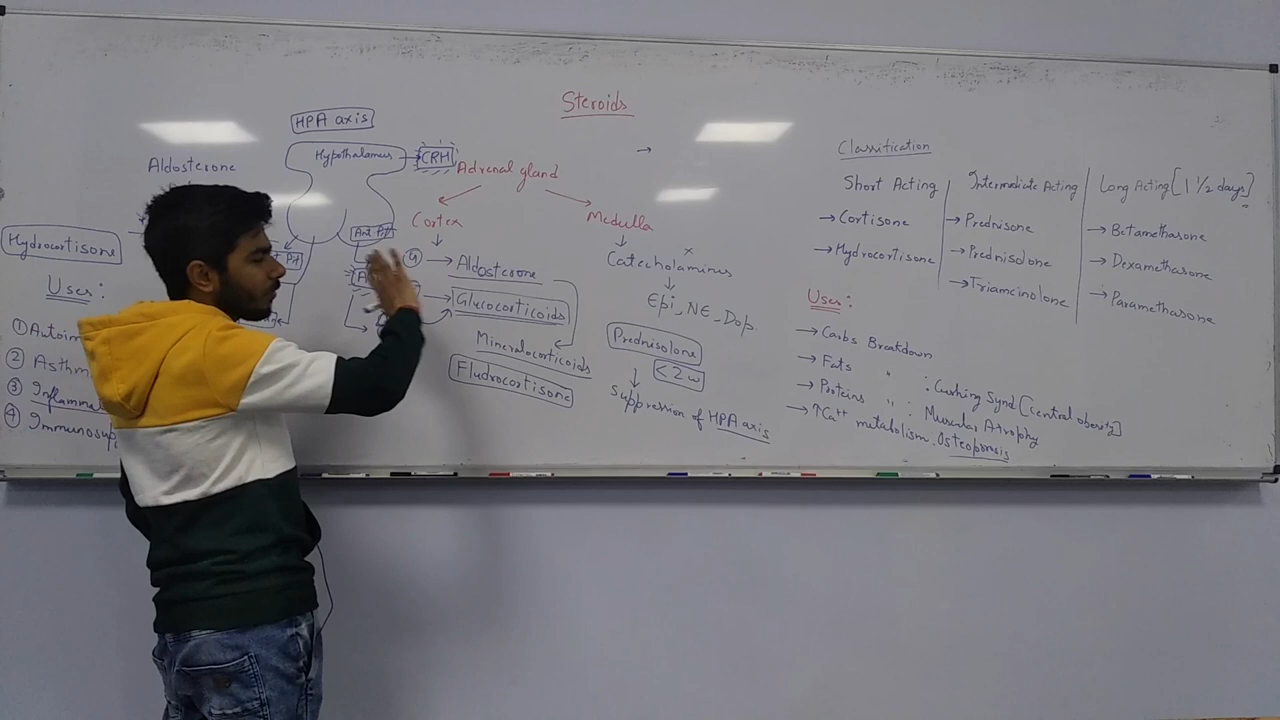 Steroids
HPA axis
Hypothalamus
CRH
Ant Pit
Aldosterone
Hydrocortisone
Uses:
① Autoim
② Asthm
③ Inflamma
④ Immunosupp
Adrenal gland
Cortex
Medulla
Aldosterone
Glucocorticoids
Mineralocorticoids
Fludrocortisone
Catecholaminus
Epi, NE, Dop.
Prednisolone
< 2 w
Suppression of HPA axis
Classification
Short Acting
→ Cortisone
→ Hydrocortisone
Intermediate Acting
→ Prednisone
→ Prednisolone
→ Triamcinolone
Long Acting [1 1/2 days]
→ Betamethasone
→ Dexamethasone
→ Paramethasone
Uses:
→ Carbs Breakdown
→ Fats " : Cushing Synd [central obesity]
→ Proteins " : Muscular Atrophy
→ ↑Ca++ metabolism. Osteoporosis